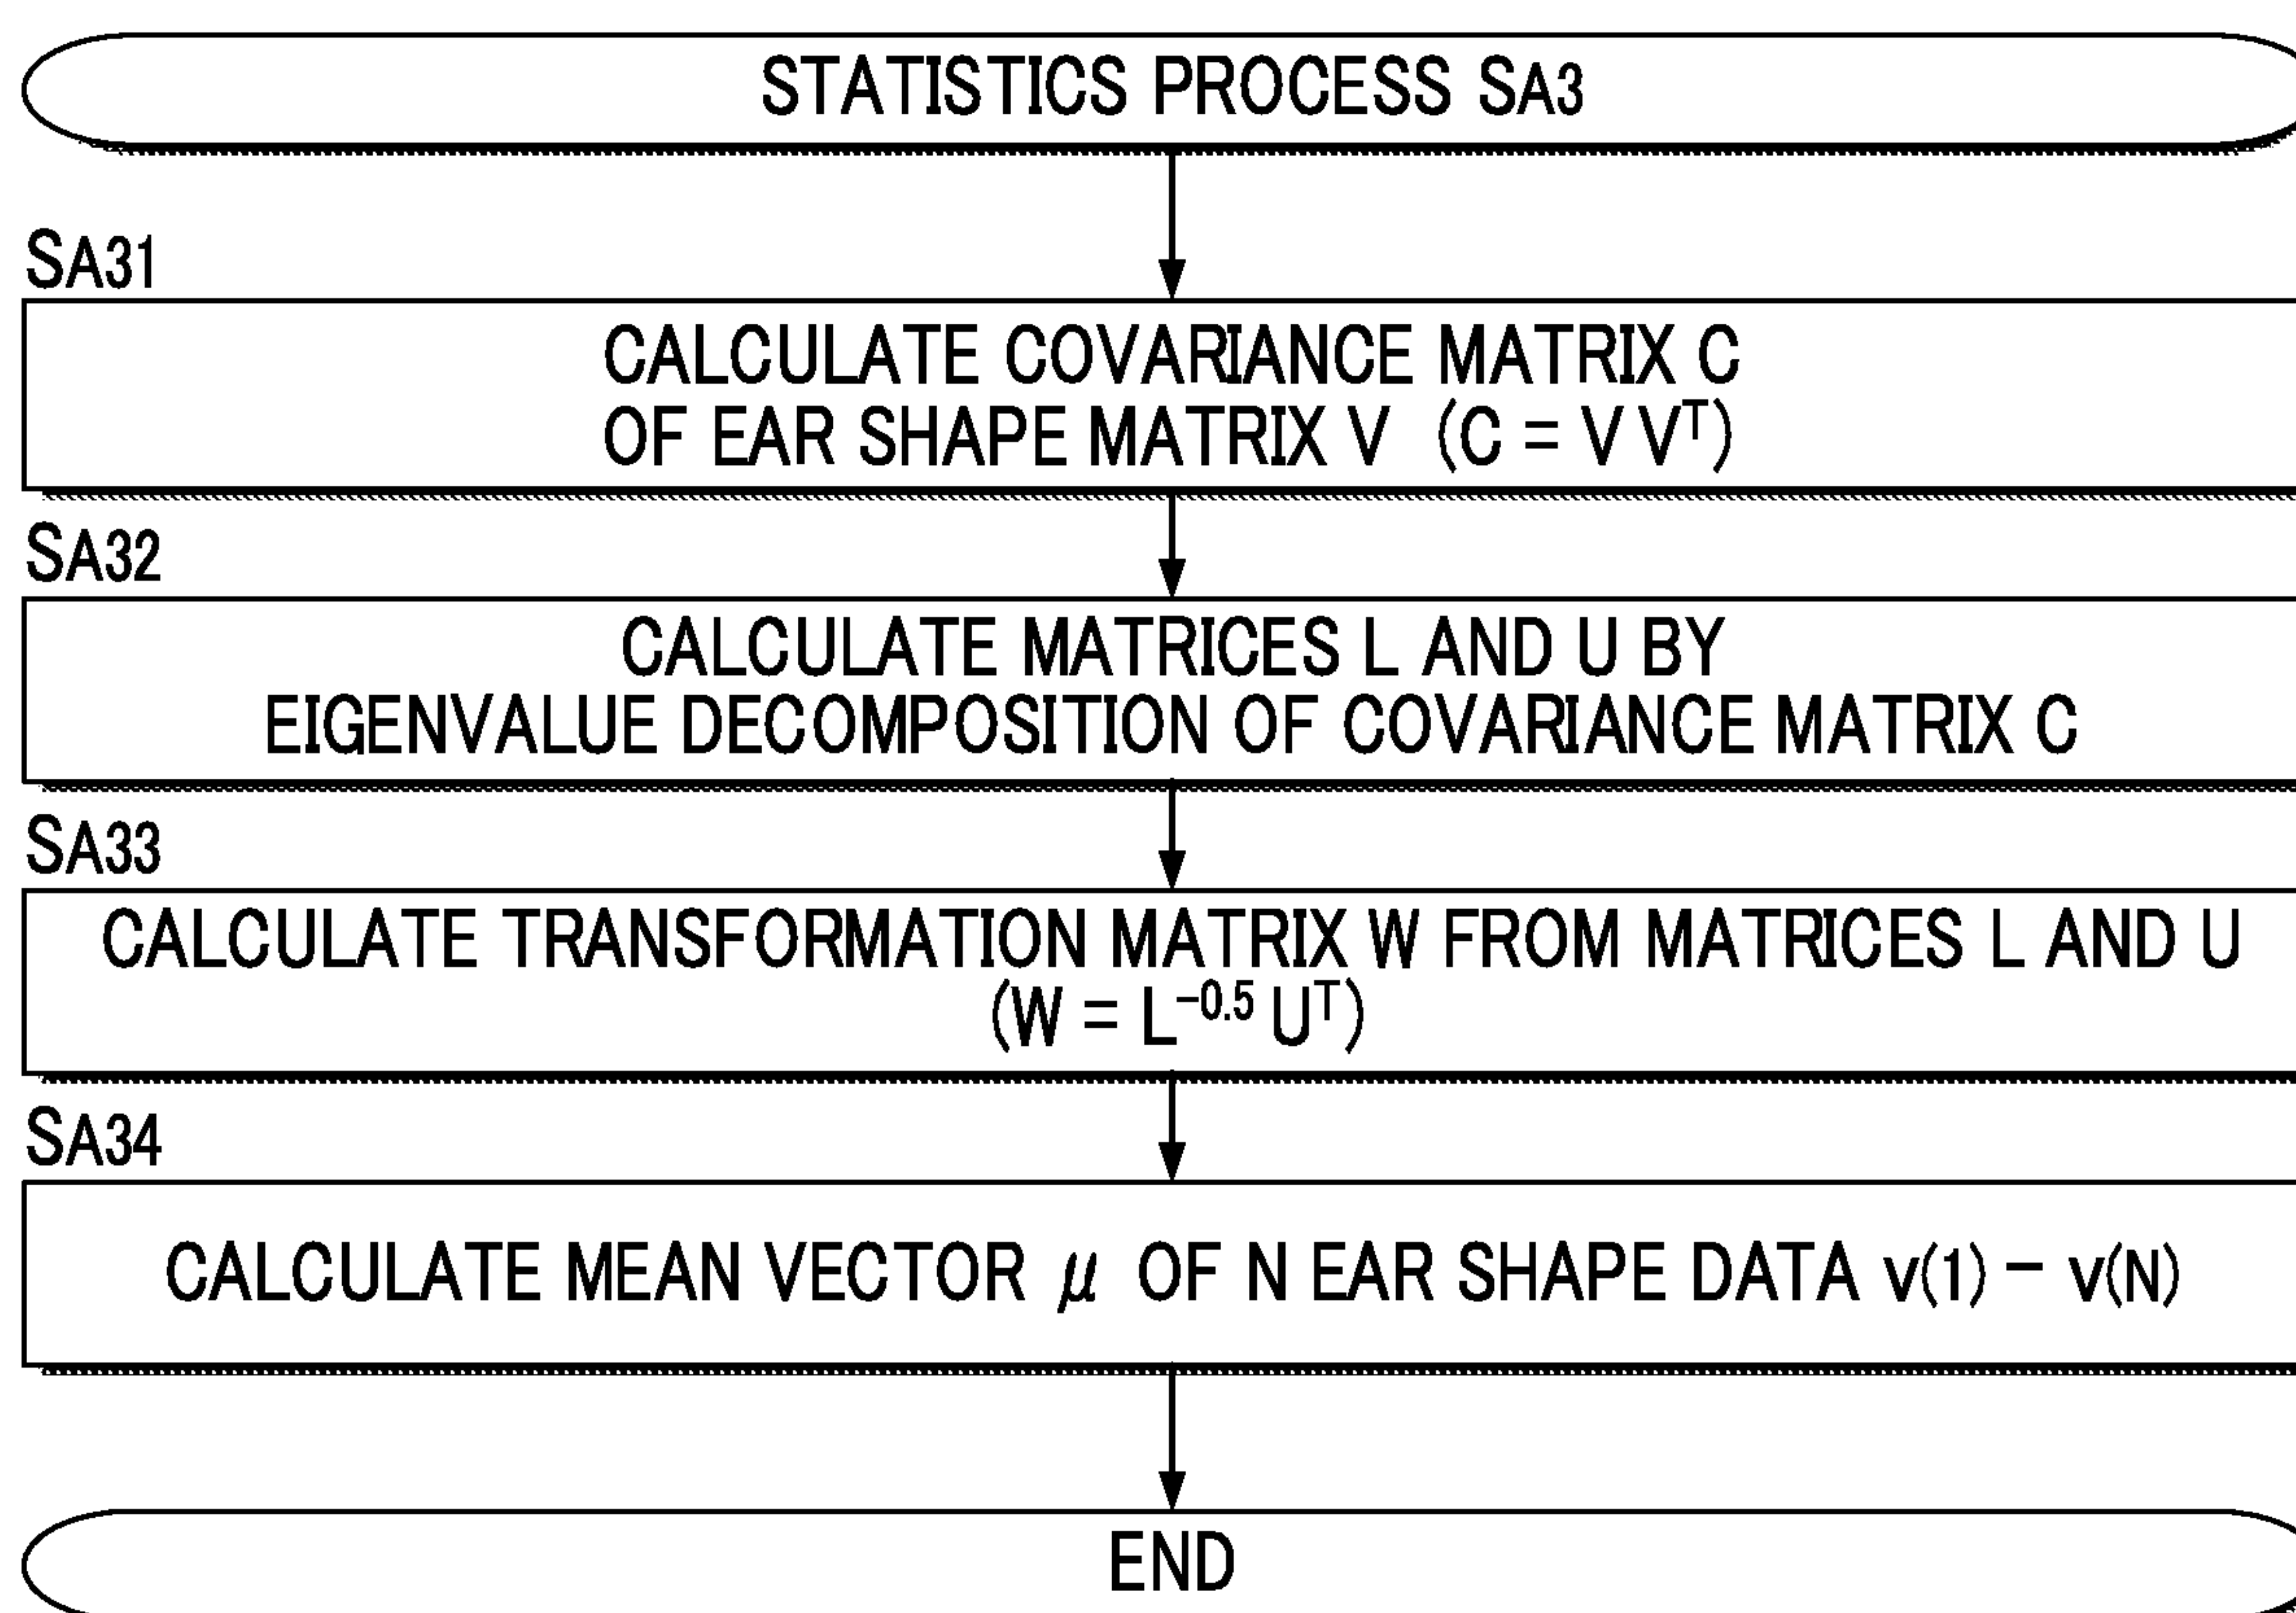 STATISTICS PROCESS SA3
SA31
CALCULATE COVARIANCE MATRIX C
OF EAR SHAPE MATRIX V (C = V Vᵀ)
SA32
CALCULATE MATRICES L AND U BY
EIGENVALUE DECOMPOSITION OF COVARIANCE MATRIX C
SA33
CALCULATE TRANSFORMATION MATRIX W FROM MATRICES L AND U
(W = L⁻⁰·⁵ Uᵀ)
SA34
CALCULATE MEAN VECTOR μ OF N EAR SHAPE DATA v(1) – v(N)
END